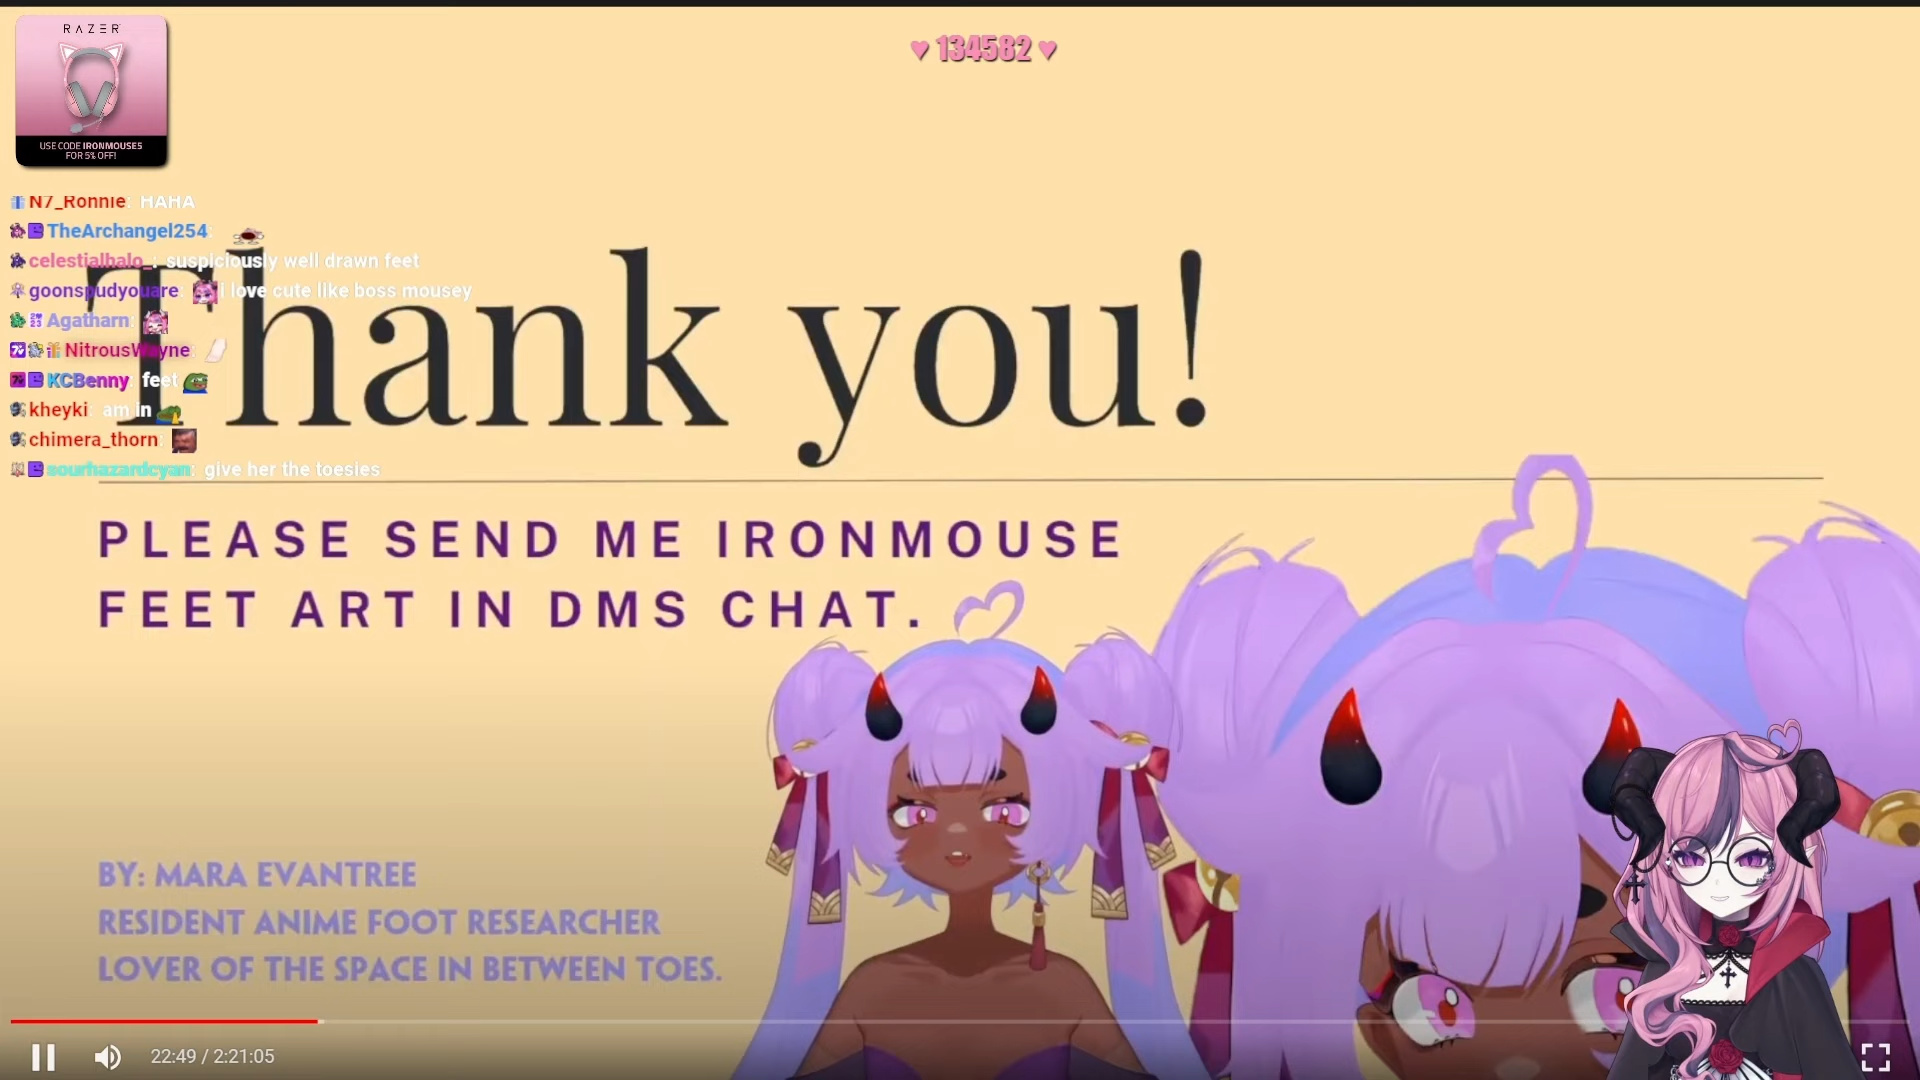 RAZER
USE CODE IRONMOUSE5
FOR 5% OFF!
♥ 134582 ♥
N7_Ronnie: HAHA
TheArchangel254:
celestialhalo_: suspiciously well drawn feet
goonspudyouare: i love cute like boss mousey
Agatharn:
NitrousWayne:
KCBenny: feet
kheyki: am in
chimera_thorn:
sourhazardcyan: give her the toesies
Thank you!
PLEASE SEND ME IRONMOUSE
FEET ART IN DMS CHAT.
BY: MARA EVANTREE
RESIDENT ANIME FOOT RESEARCHER
LOVER OF THE SPACE IN BETWEEN TOES.
22:49 / 2:21:05